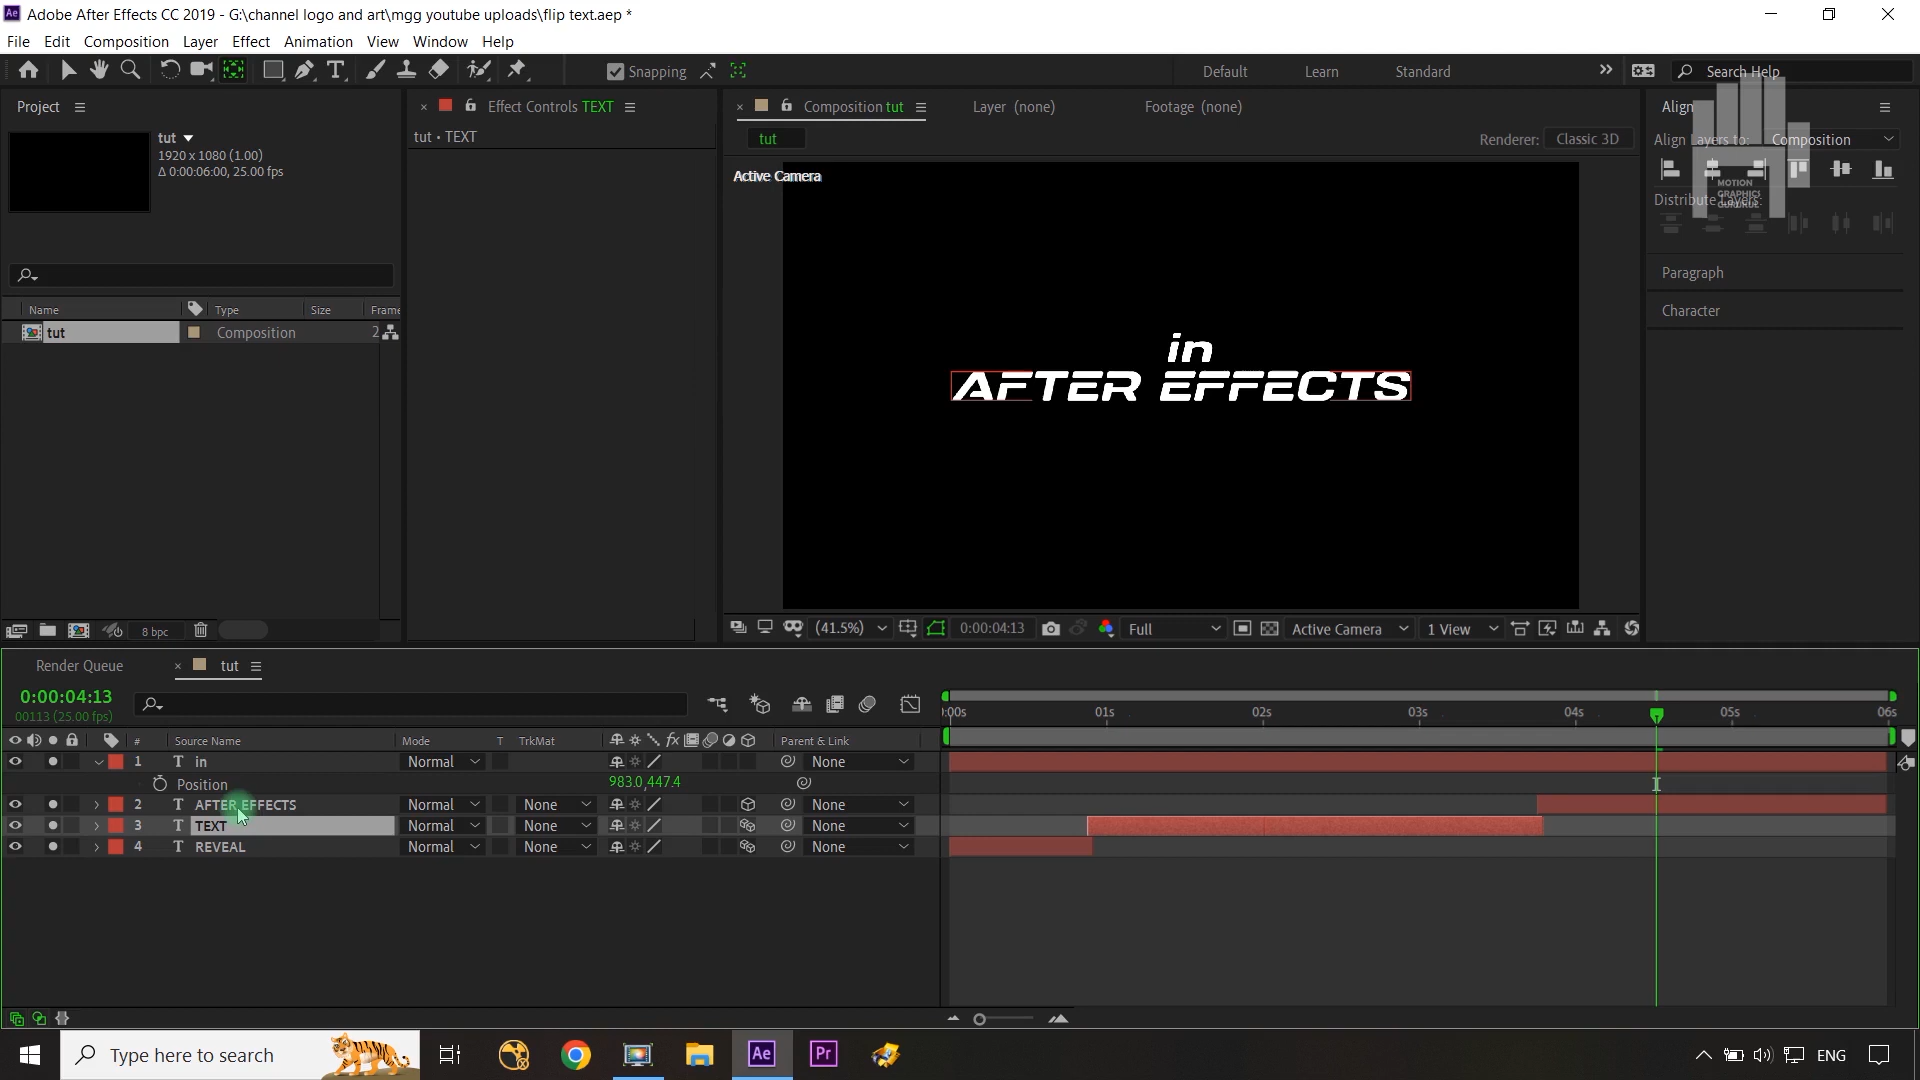 Adobe After Effects CC 2019 - G:\channel logo and art\mgg youtube uploads\flip text.aep *
File Edit Composition Layer Effect Animation View Window Help
Snapping
Default Learn Standard
Search Help
Project
Effect Controls TEXT
Composition tut
Layer (none)
Footage (none)
Align
tut
1920 x 1080 (1.00)
Δ 0:00:06:00, 25.00 fps
tut • TEXT
tut
Renderer: Classic 3D
Align Layers to: Composition
Active Camera
MOTION
GRAPHICS
Distribute Layers:
Paragraph
Character
Name Type Size Frame
tut Composition 2
in
AFTER EFFECTS
8 bpc
(41.5%) 0:00:04:13 Full Active Camera 1 View
Render Queue
tut
0:00:04:13
00113 (25.00 fps)
:00s 01s 02s 03s 04s 05s 06s
# Source Name Mode T TrkMat Parent & Link
1 T in Normal None
Position 983.0,447.4
2 T AFTER EFFECTS Normal None None
3 T TEXT Normal None None
4 T REVEAL Normal None None
Type here to search
Ae
Pr
ENG